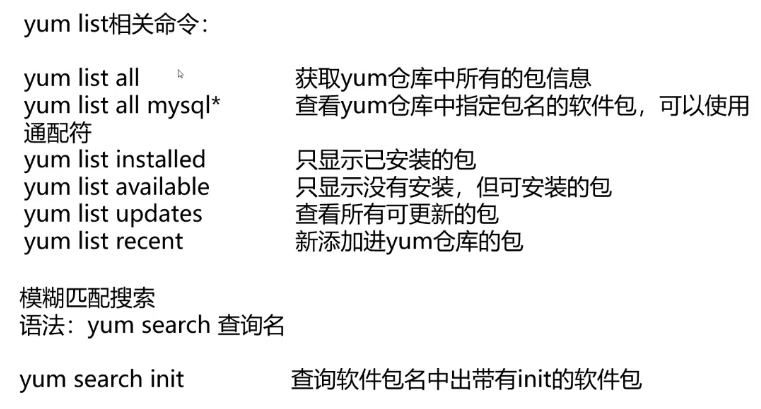 yum list相关命令：
yum list all 获取yum仓库中所有的包信息
yum list all mysql* 查看yum仓库中指定包名的软件包，可以使用
通配符
yum list installed 只显示已安装的包
yum list available 只显示没有安装，但可安装的包
yum list updates 查看所有可更新的包
yum list recent 新添加进yum仓库的包
模糊匹配搜索
语法：yum search 查询名
yum search init 查询软件包名中出带有init的软件包